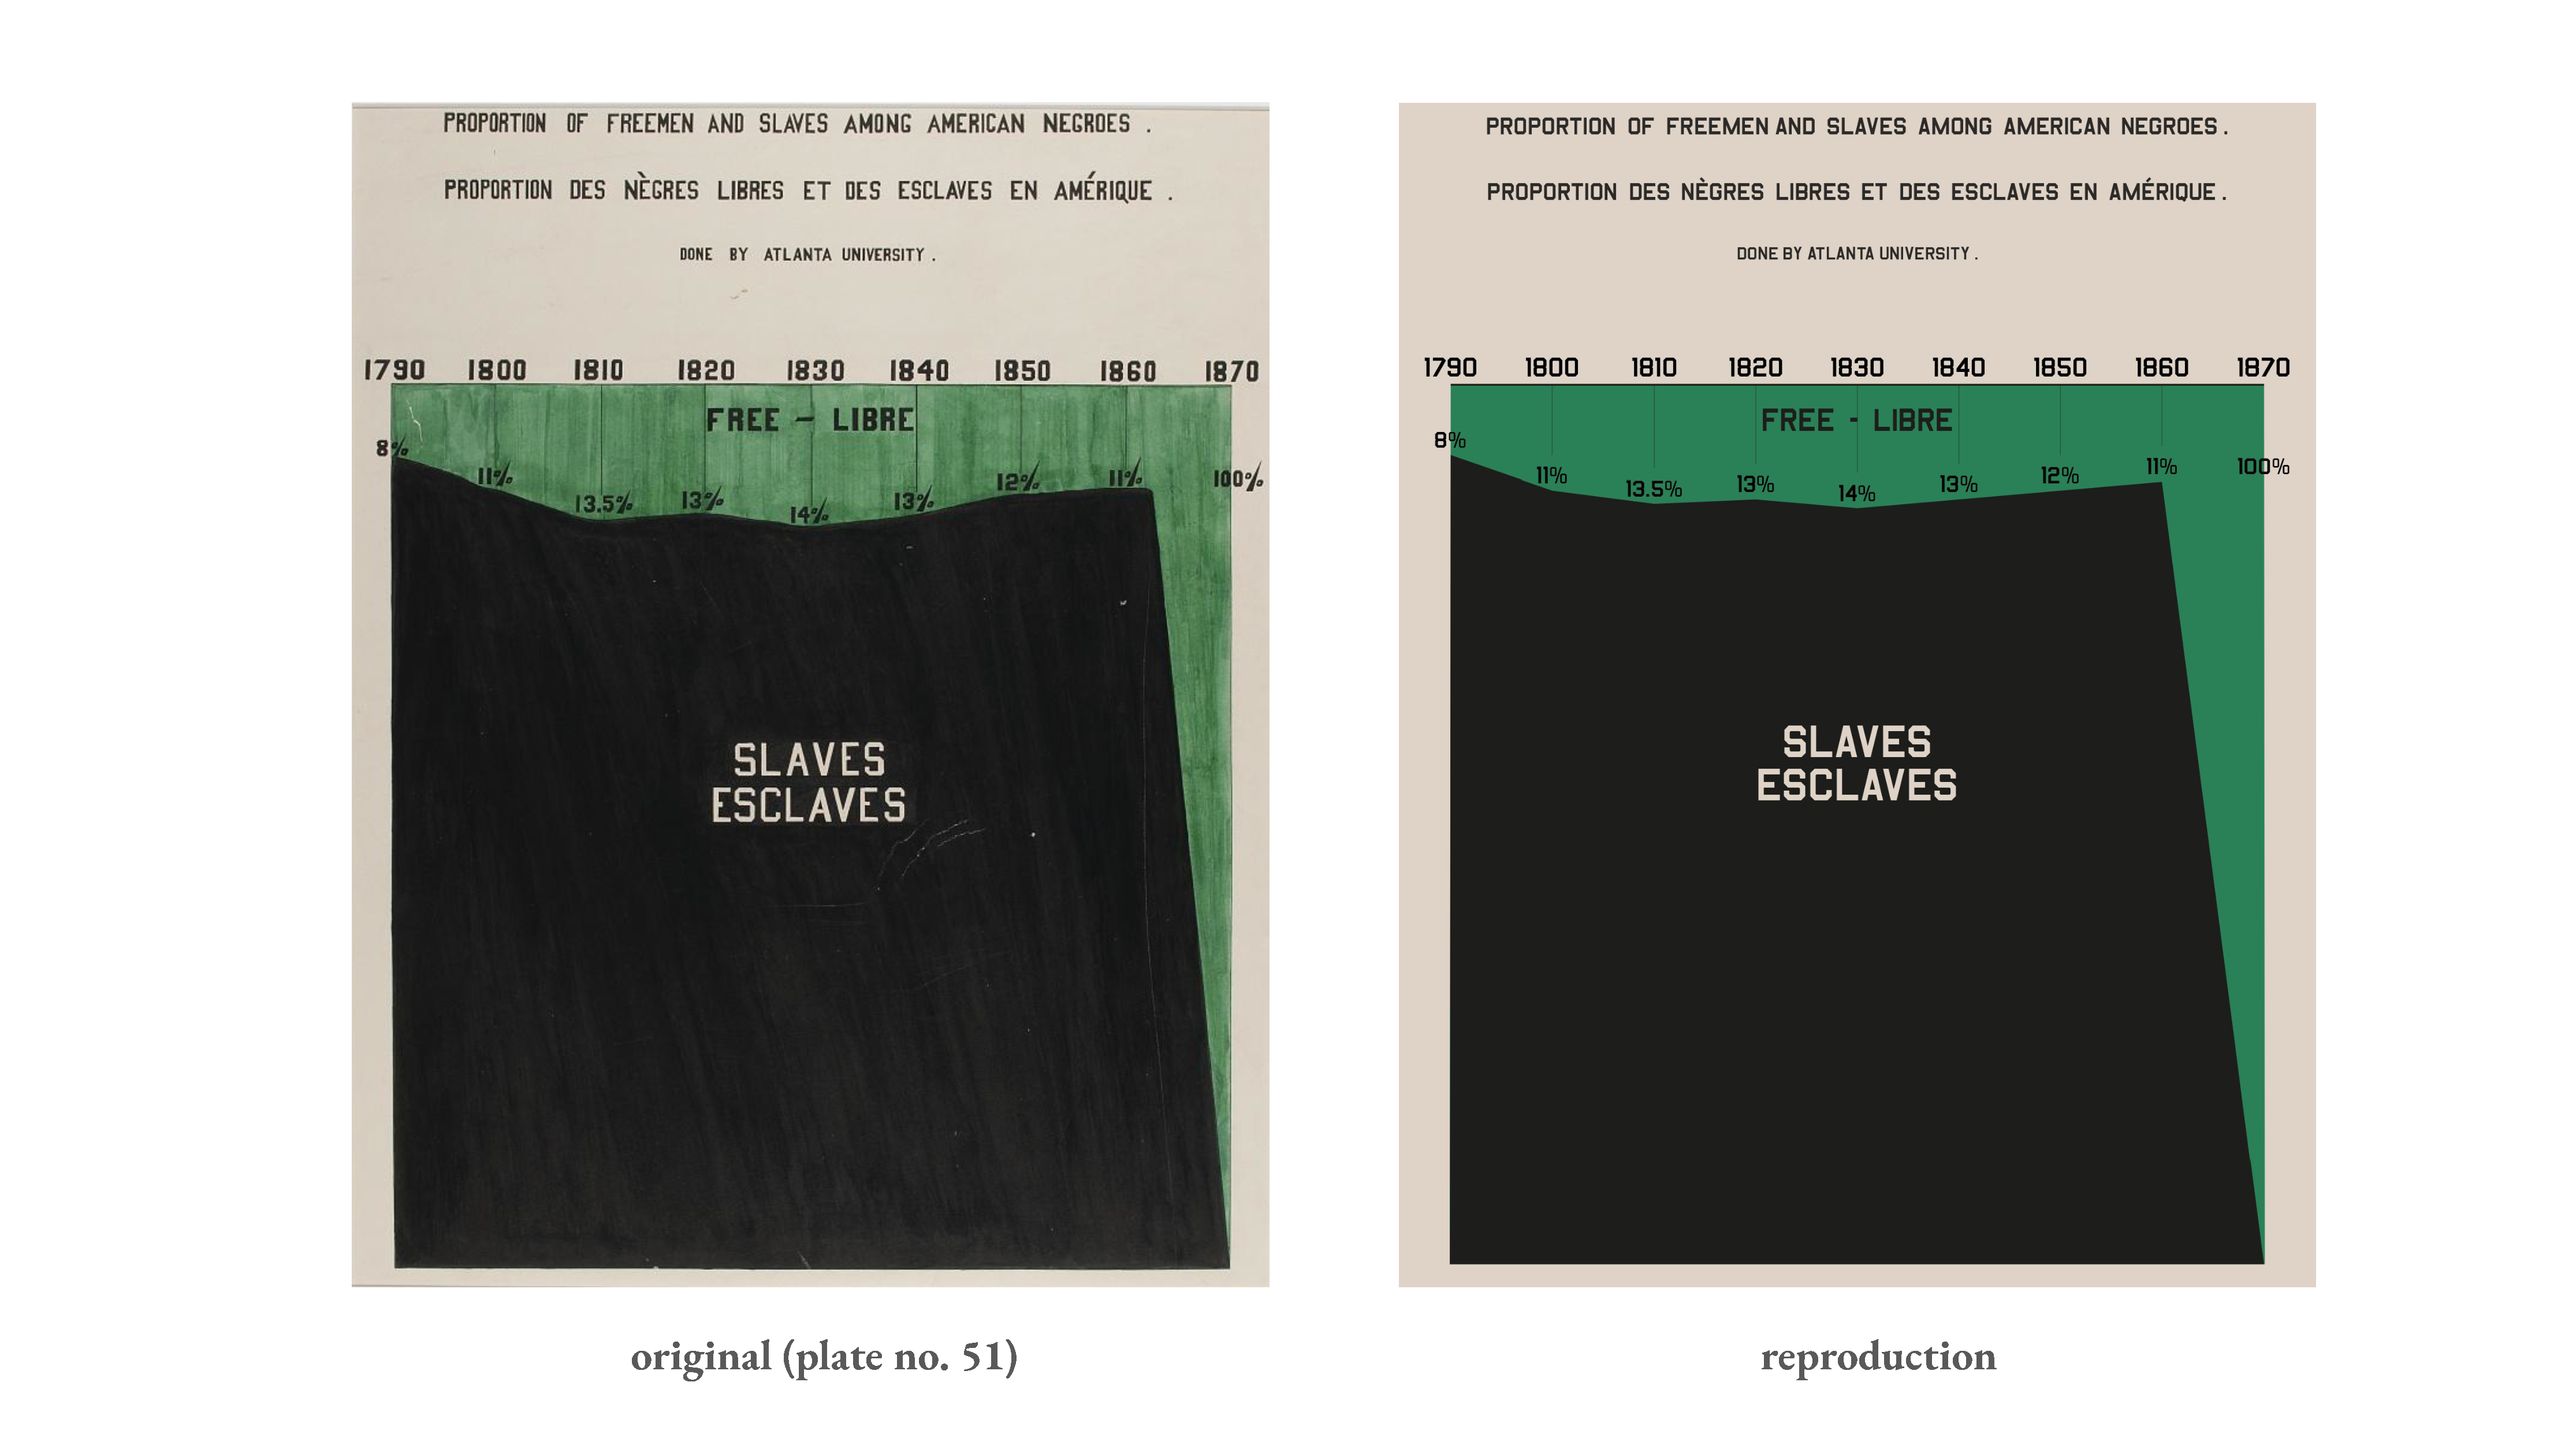 PROPORTION OF FREEMEN AND SLAVES AMONG AMERICAN NEGROES .
PROPORTION DES NÈGRES LIBRES ET DES ESCLAVES EN AMÉRIQUE .
DONE BY ATLANTA UNIVERSITY .
1790 1800 1810 1820 1830 1840 1850 1860 1870
FREE - LIBRE
8% 11% 13.5% 13% 14% 13% 12% 11% 100%
SLAVES
ESCLAVES
original (plate no. 51)
PROPORTION OF FREEMEN AND SLAVES AMONG AMERICAN NEGROES .
PROPORTION DES NÈGRES LIBRES ET DES ESCLAVES EN AMÉRIQUE .
DONE BY ATLANTA UNIVERSITY .
1790 1800 1810 1820 1830 1840 1850 1860 1870
FREE - LIBRE
8% 11% 13.5% 13% 14% 13% 12% 11% 100%
SLAVES
ESCLAVES
reproduction